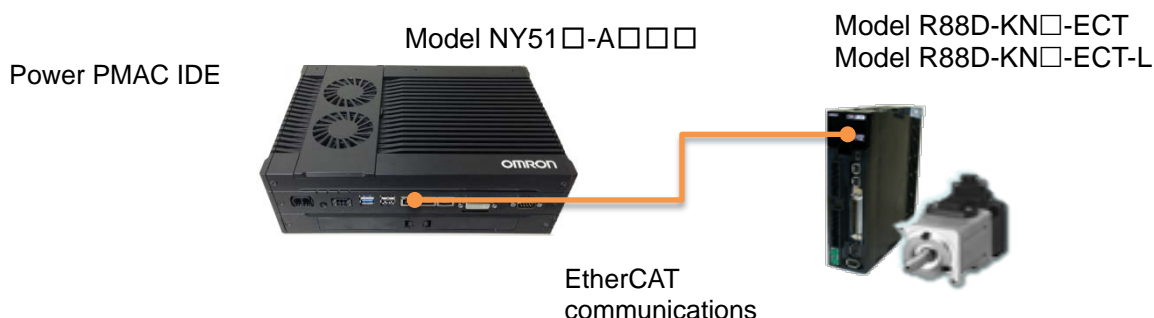 Model NY51□-A□□□
Model R88D-KN□-ECT
Model R88D-KN□-ECT-L
Power PMAC IDE
OMRON
EtherCAT
communications